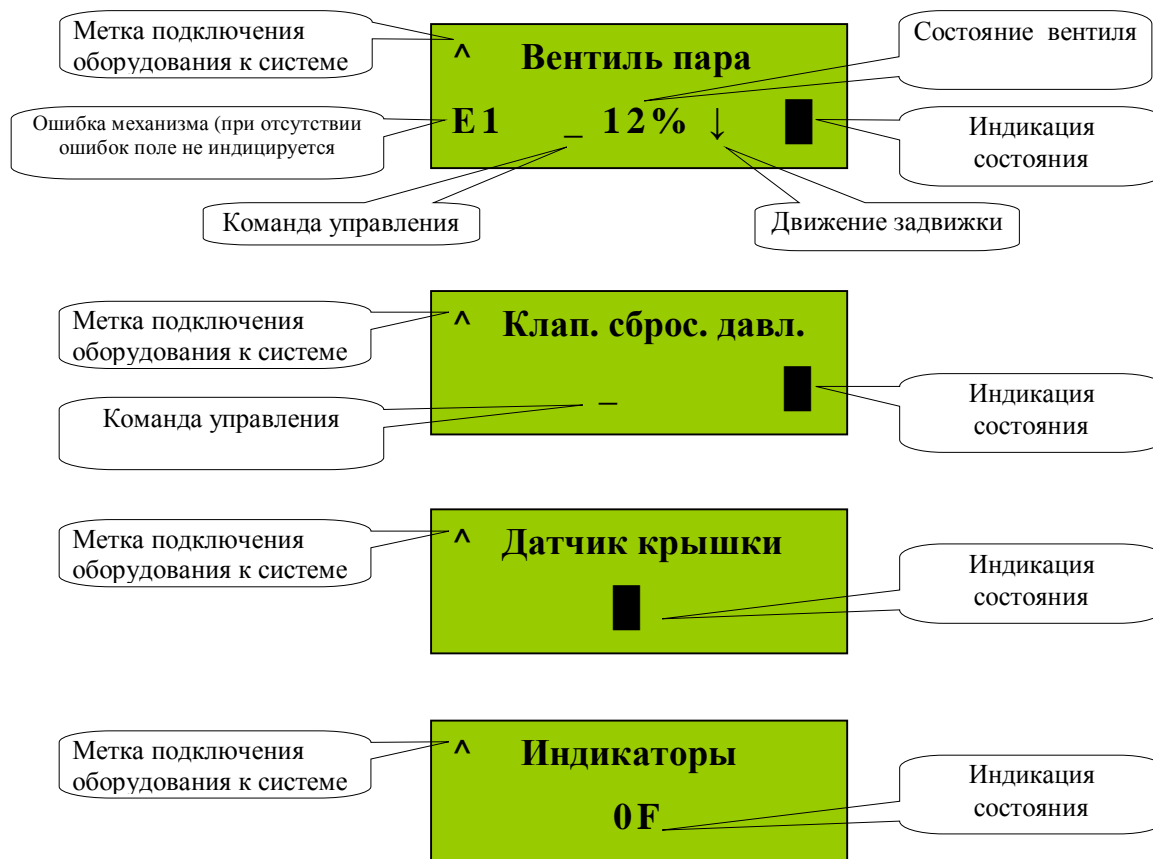 Метка подключения
оборудования к системе
^ Вентиль пара
Состояние вентиля
Ошибка механизма (при отсутствии
ошибок поле не индицируется
E1 _ 12% ↓ █
Индикация
состояния
Команда управления
Движение задвижки
Метка подключения
оборудования к системе
^ Клап. сброс. давл.
Команда управления
_ █
Индикация
состояния
Метка подключения
оборудования к системе
^ Датчик крышки
█
Индикация
состояния
Метка подключения
оборудования к системе
^ Индикаторы
0F
Индикация
состояния